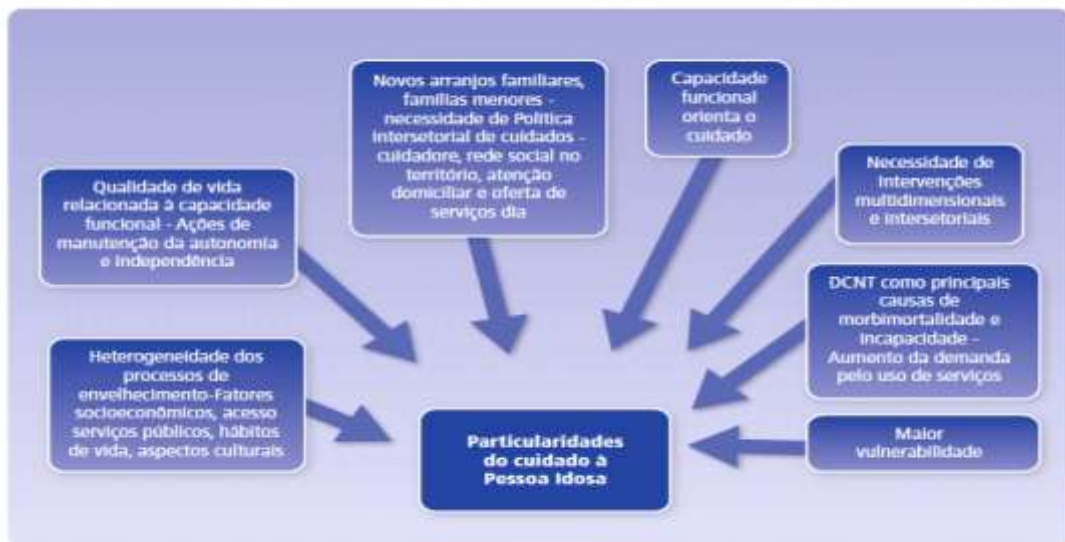 Qualidade de vida
relacionada à capacidade
funcional - Ações de
manutenção da autonomia
e independência
Novos arranjos familiares,
famílias menores -
necessidade de Política
intersetorial de cuidados -
cuidadore, rede social no
território, atenção
domiciliar e oferta de
serviços dia
Capacidade
funcional
orienta o
cuidado
Necessidade de
intervenções
multidimensionais
e intersetoriais
Heterogeneidade dos
processos de
envelhecimento-Fatores
socioeconômicos, acesso
serviços públicos, hábitos
de vida, aspectos culturais
DCNT como principais
causas de
morbimortalidade e
incapacidade -
Aumento da demanda
pelo uso de serviços
Maior
vulnerabilidade
Particularidades
do cuidado à
Pessoa Idosa